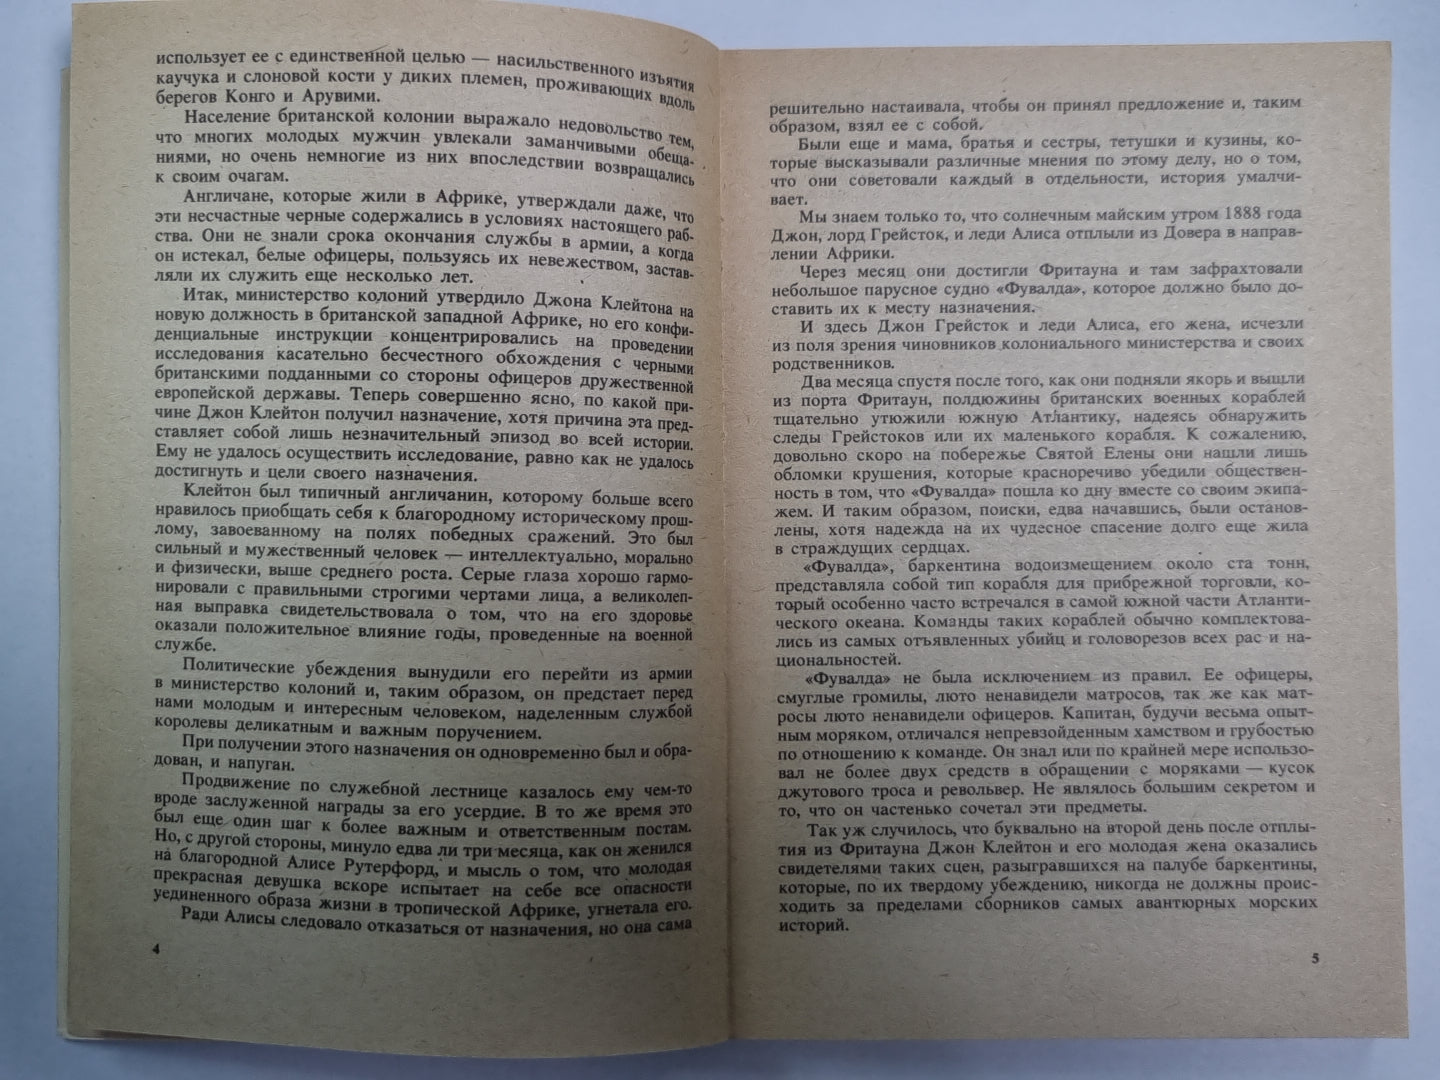 использует ее с единственной целью — насильственного изъятия
каучука и слоновой кости у диких племен, проживающих вдоль
берегов Конго и Арувими.
Население британской колонии выражало недовольство тем,
что многих молодых мужчин увлекали заманчивыми обеща-
ниями, но очень немногие из них впоследствии возвращались
к своим очагам.
Англичане, которые жили в Африке, утверждали даже, что
эти несчастные черные содержались в условиях настоящего раб-
ства. Они не знали срока окончания службы в армии, а когда
он истекал, белые офицеры, пользуясь их невежеством, застав-
ляли их служить еще несколько лет.
Итак, министерство колоний утвердило Джона Клейтона на
новую должность в британской западной Африке, но его конфи-
денциальные инструкции концентрировались на проведении
исследования касательно бесчестного обхождения с черными
британскими подданными со стороны офицеров дружественной
европейской державы. Теперь совершенно ясно, по какой при-
чине Джон Клейтон получил назначение, хотя причина эта пред-
ставляет собой лишь незначительный эпизод во всей истории.
Ему не удалось осуществить исследование, равно как не удалось
достигнуть и цели своего назначения.
Клейтон был типичный англичанин, которому больше всего
нравилось приобщать себя к благородному историческому прош-
лому, завоеванному на полях победных сражений. Это был
сильный и мужественный человек — интеллектуально, морально
и физически, выше среднего роста. Серые глаза хорошо гармо-
нировали с правильными строгими чертами лица, а великолеп-
ная выправка свидетельствовала о том, что на его здоровье
оказали положительное влияние годы, проведенные на военной
службе.
Политические убеждения вынудили его перейти из армии
в министерство колоний и, таким образом, он предстает перед
нами молодым и интересным человеком, наделенным службой
королевы деликатным и важным поручением.
При получении этого назначения он одновременно был и обра-
дован, и напуган.
Продвижение по служебной лестнице казалось ему чем-то
вроде заслуженной награды за его усердие. В то же время это
был еще один шаг к более важным и ответственным постам.
Но, с другой стороны, минуло едва ли три месяца, как он женился
на благородной Алисе Рутерфорд, и мысль о том, что молодая
прекрасная девушка вскоре испытает на себе все опасности
уединенного образа жизни в тропической Африке, угнетала его.
Ради Алисы следовало отказаться от назначения, но она сама
4
решительно настаивала, чтобы он принял предложение и, таким
образом, взял ее с собой.
Были еще и мама, братья и сестры, тетушки и кузины, ко-
торые высказывали различные мнения по этому делу, но о том,
что они советовали каждый в отдельности, история умалчи-
вает.
Мы знаем только то, что солнечным майским утром 1888 года
Джон, лорд Грейсток, и леди Алиса отплыли из Довера в направ-
лении Африки.
Через месяц они достигли Фритауна и там зафрахтовали
небольшое парусное судно «Фувалда», которое должно было до-
ставить их к месту назначения.
И здесь Джон Грейсток и леди Алиса, его жена, исчезли
из поля зрения чиновников колониального министерства и своих
родственников.
Два месяца спустя после того, как они подняли якорь и вышли
из порта Фритаун, полдюжины британских военных кораблей
тщательно утюжили южную Атлантику, надеясь обнаружить
следы Грейстоков или их маленького корабля. К сожалению,
довольно скоро на побережье Святой Елены они нашли лишь
обломки крушения, которые красноречиво убедили обществен-
ность в том, что «Фувалда» пошла ко дну вместе со своим экипа-
жем. И таким образом, поиски, едва начавшись, были останов-
лены, хотя надежда на их чудесное спасение долго еще жила
в страждущих сердцах.
«Фувалда», баркентина водоизмещением около ста тонн,
представляла собой тип корабля для прибрежной торговли, ко-
торый особенно часто встречался в самой южной части Атланти-
ческого океана. Команды таких кораблей обычно комплектова-
лись из самых отъявленных убийц и головорезов всех рас и на-
циональностей.
«Фувалда» не была исключением из правил. Ее офицеры,
смуглые громилы, люто ненавидели матросов, так же как мат-
росы люто ненавидели офицеров. Капитан, будучи весьма опыт-
ным моряком, отличался непревзойденным хамством и грубостью
по отношению к команде. Он знал или по крайней мере использо-
вал не более двух средств в обращении с моряками — кусок
джутового троса и револьвер. Не являлось большим секретом и
то, что он частенько сочетал эти предметы.
Так уж случилось, что буквально на второй день после отплы-
тия из Фритауна Джон Клейтон и его молодая жена оказались
свидетелями таких сцен, разыгравшихся на палубе баркентины,
которые, по их твердому убеждению, никогда не должны проис-
ходить за пределами сборников самых авантюрных морских
историй.
5